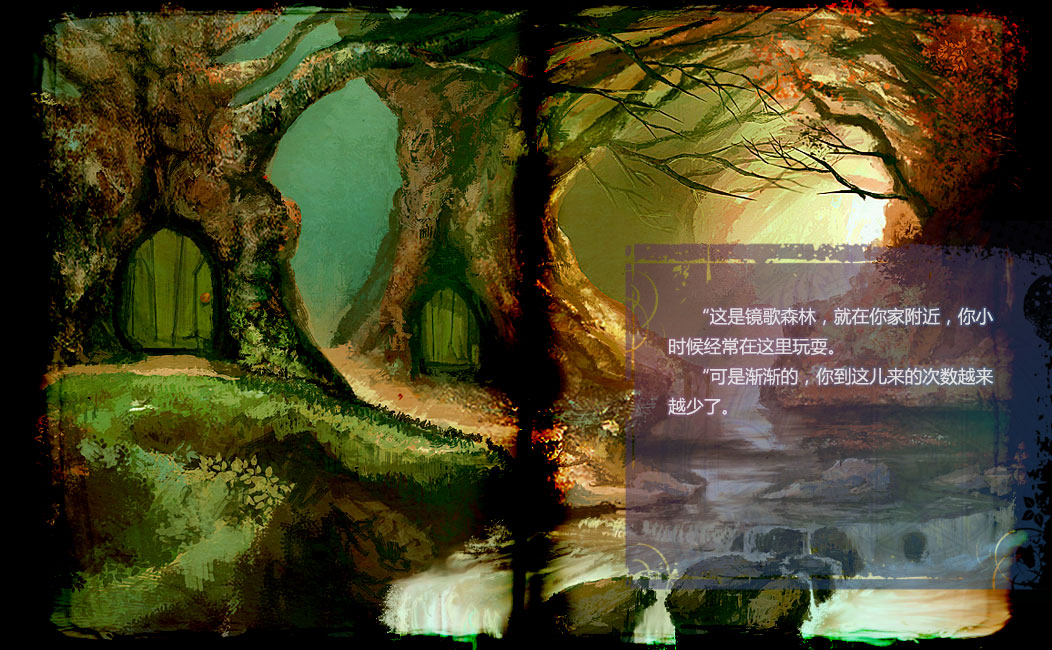 “这是镜歌森林，就在你家附近，你小
时候经常在这里玩耍。
“可是渐渐的，你到这儿来的次数越来
越少了。